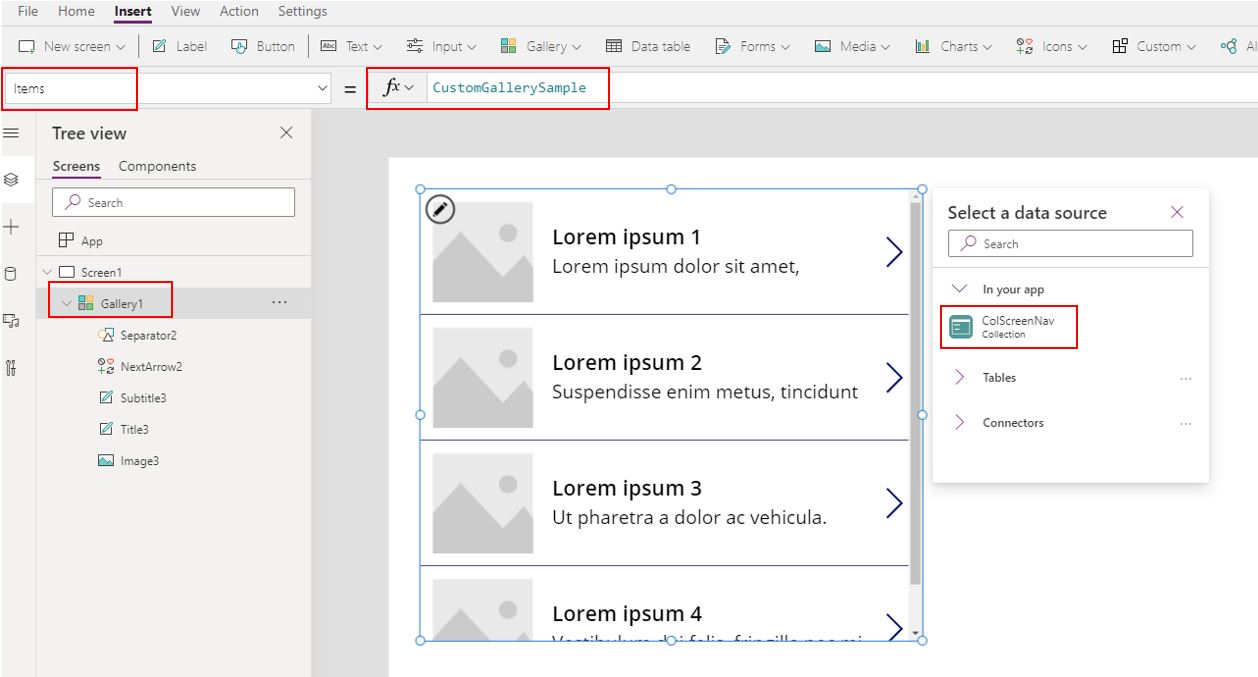 File Home Insert View Action Settings
New screen Label Button Abc Text Input Gallery Data table Forms Media Charts Icons Custom AI
Items = fx CustomGallerySample
Tree view
Screens Components
Search
App
Screen1
Gallery1 ...
Separator2
NextArrow2
Subtitle3
Title3
Image3
Lorem ipsum 1
Lorem ipsum dolor sit amet,
Lorem ipsum 2
Suspendisse enim metus, tincidunt
Lorem ipsum 3
Ut pharetra a dolor ac vehicula.
Lorem ipsum 4
Select a data source
Search
In your app
ColScreenNav
Collection
Tables ...
Connectors ...